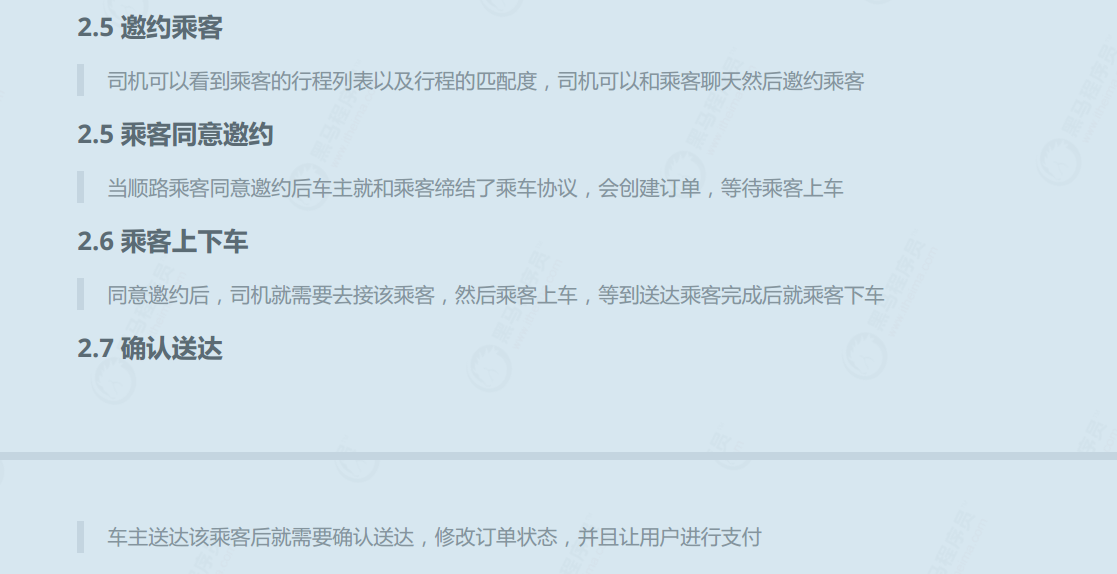 2.5 邀约乘客
司机可以看到乘客的行程列表以及行程的匹配度，司机可以和乘客聊天然后邀约乘客
2.5 乘客同意邀约
当顺路乘客同意邀约后车主就和乘客缔结了乘车协议，会创建订单，等待乘客上车
2.6 乘客上下车
同意邀约后，司机就需要去接该乘客，然后乘客上车，等到送达乘客完成后就乘客下车
2.7 确认送达
车主送达该乘客后就需要确认送达，修改订单状态，并且让用户进行支付